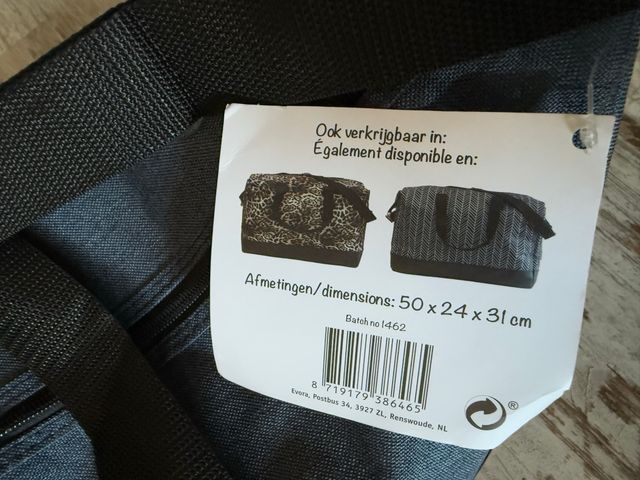 Ook verkrijgbaar in:
Également disponible en:
Afmetingen/dimensions: 50 x 24 x 31 cm
Batch no 1462
8 719179 386465
Evora, Postbus 34, 3927 ZL, Renswoude, NL
®